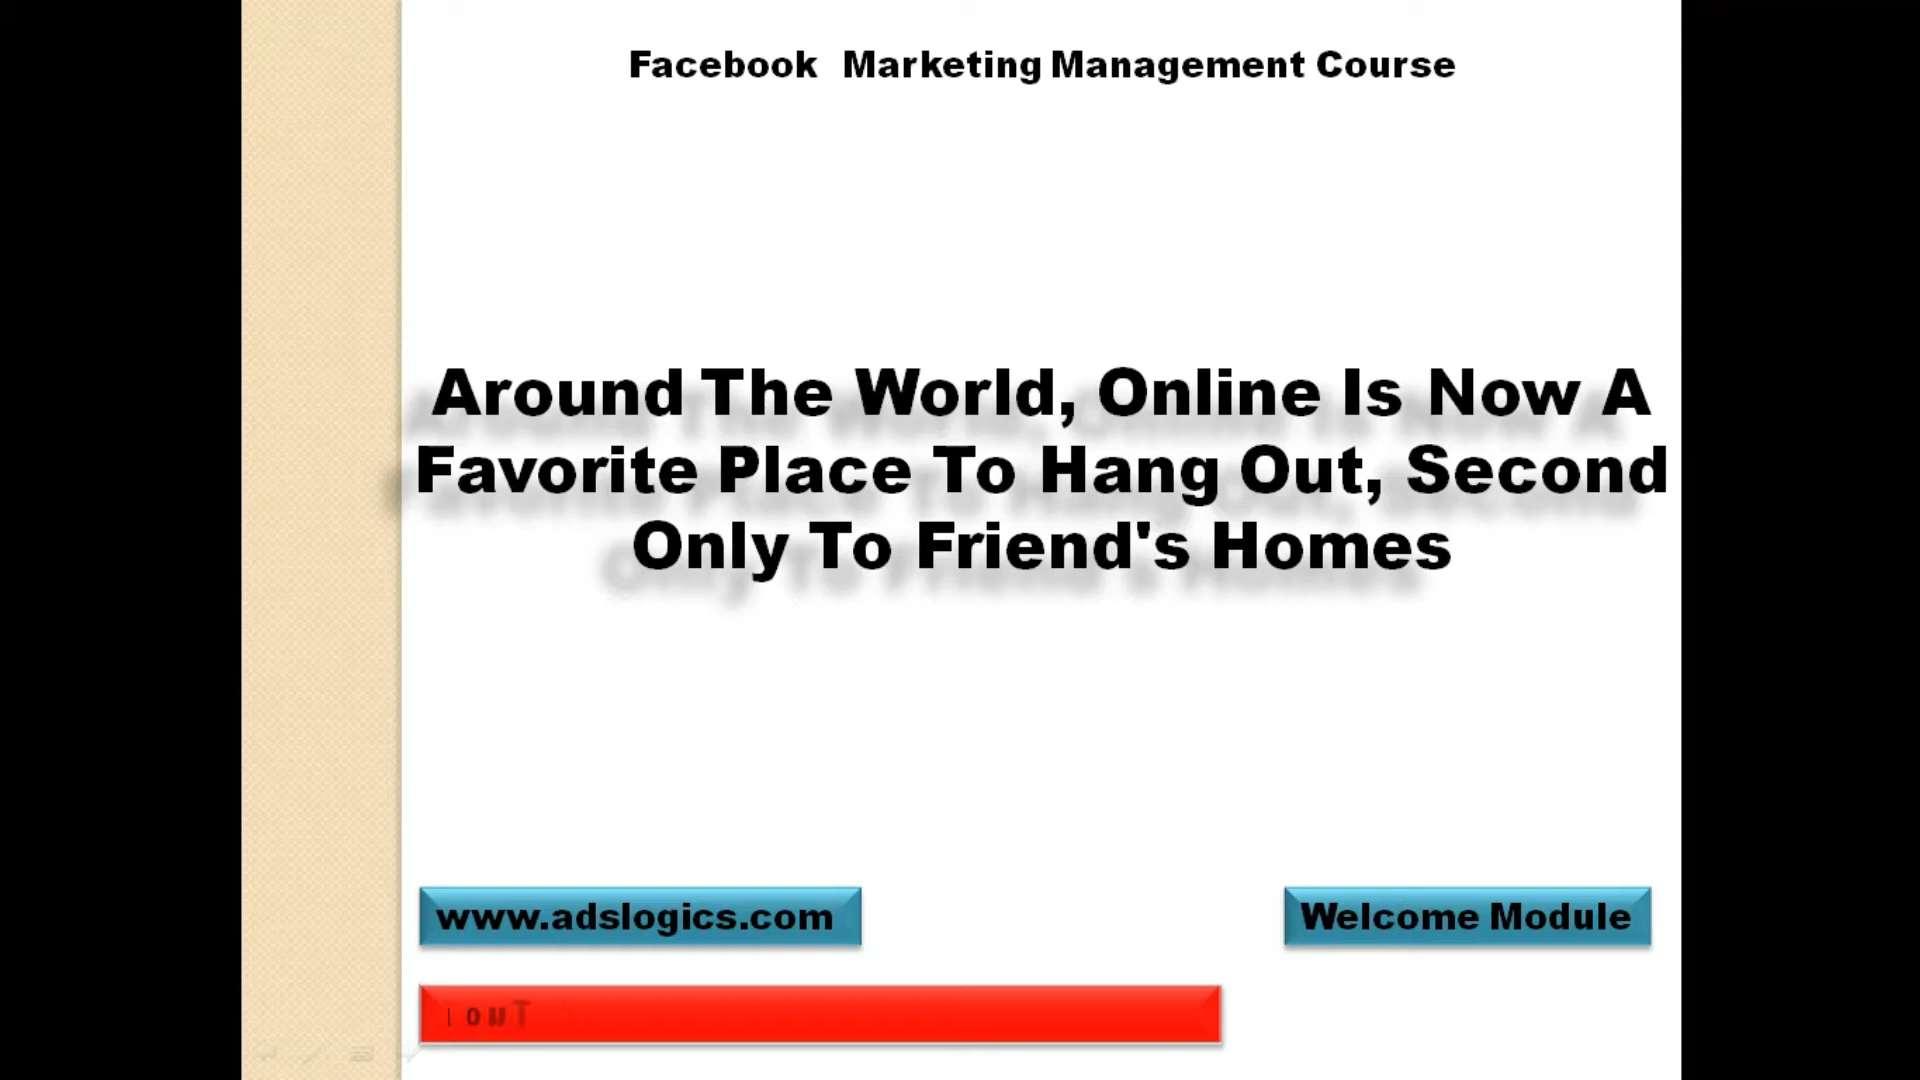 Facebook Marketing Management Course
Around The World, Online Is Now A
Favorite Place To Hang Out, Second
Only To Friend's Homes
www.adslogics.com
Welcome Module